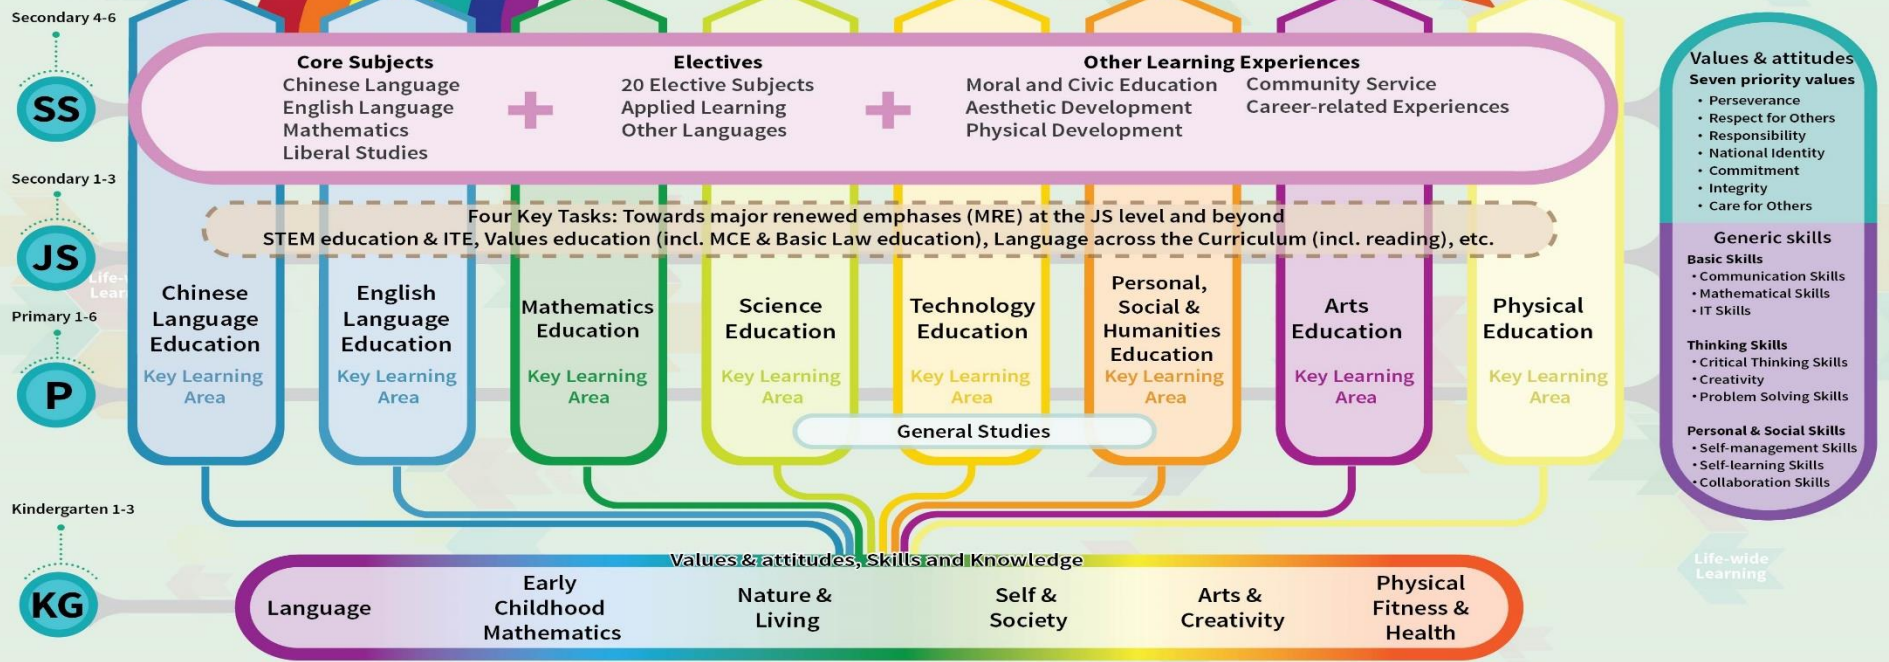 Secondary 4-6
SS
Core Subjects
Chinese Language
English Language
Mathematics
Liberal Studies
+
Electives
20 Elective Subjects
Applied Learning
Other Languages
+
Other Learning Experiences
Moral and Civic Education
Aesthetic Development
Physical Development
Community Service
Career-related Experiences
Secondary 1-3
JS
Four Key Tasks: Towards major renewed emphases (MRE) at the JS level and beyond
STEM education & ITE, Values education (incl. MCE & Basic Law education), Language across the Curriculum (incl. reading), etc.
Primary 1-6
P
Chinese
Language
Education
Key Learning
Area
English
Language
Education
Key Learning
Area
Mathematics
Education
Key Learning
Area
Science
Education
Key Learning
Area
Technology
Education
Key Learning
Area
Personal,
Social &
Humanities
Education
Key Learning
Area
Arts
Education
Key Learning
Area
Physical
Education
Key Learning
Area
General Studies
Kindergarten 1-3
KG
Values & attitudes, Skills and Knowledge
Language
Early
Childhood
Mathematics
Nature &
Living
Self &
Society
Arts &
Creativity
Physical
Fitness &
Health
Values & attitudes
Seven priority values
• Perseverance
• Respect for Others
• Responsibility
• National Identity
• Commitment
• Integrity
• Care for Others
Generic skills
Basic Skills
• Communication Skills
• Mathematical Skills
• IT Skills
Thinking Skills
• Critical Thinking Skills
• Creativity
• Problem Solving Skills
Personal & Social Skills
• Self-management Skills
• Self-learning Skills
• Collaboration Skills
Life-wide
Learning